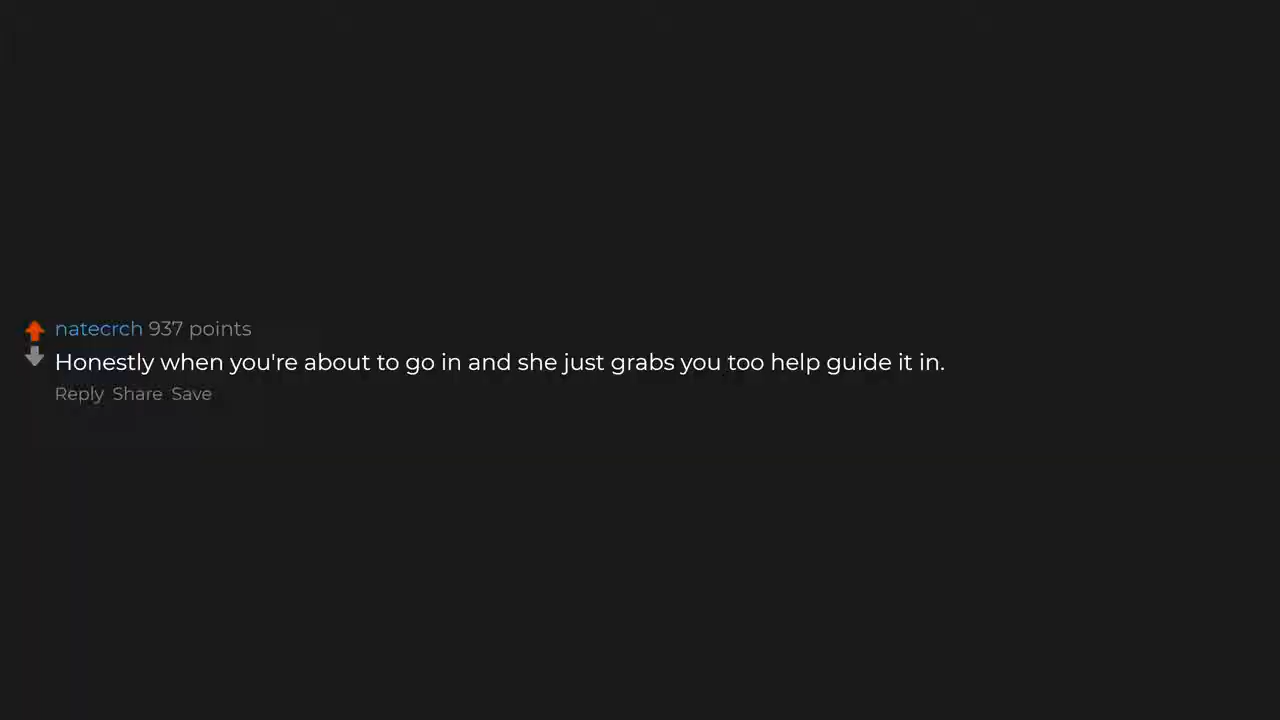 natecrch 937 points
Honestly when you're about to go in and she just grabs you too help guide it in.
Reply Share Save